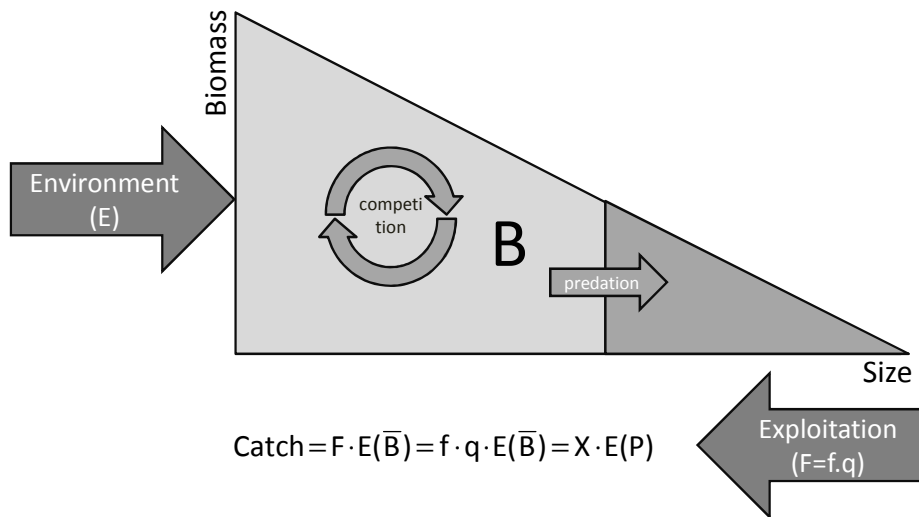 Biomass
Environment
(E)
competi
tion
B
predation
Size
Catch = F · E(B̅) = f · q · E(B̅) = X · E(P)
Exploitation
(F=f.q)